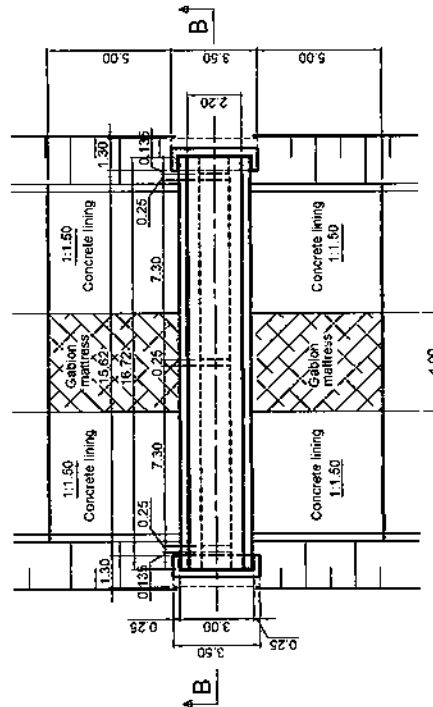 B
5.00
3.50
5.00
2.20
1.30
0.135
0.25
Concrete lining
1:1.50
Concrete lining
1:1.50
7.30
Gabion
mattress
15.62
16.72
0.25
Gabion
mattress
4.00
7.30
1:1.50
Concrete lining
1:1.50
Concrete lining
0.25
1.30
0.135
0.25
3.00
3.50
0.25
B